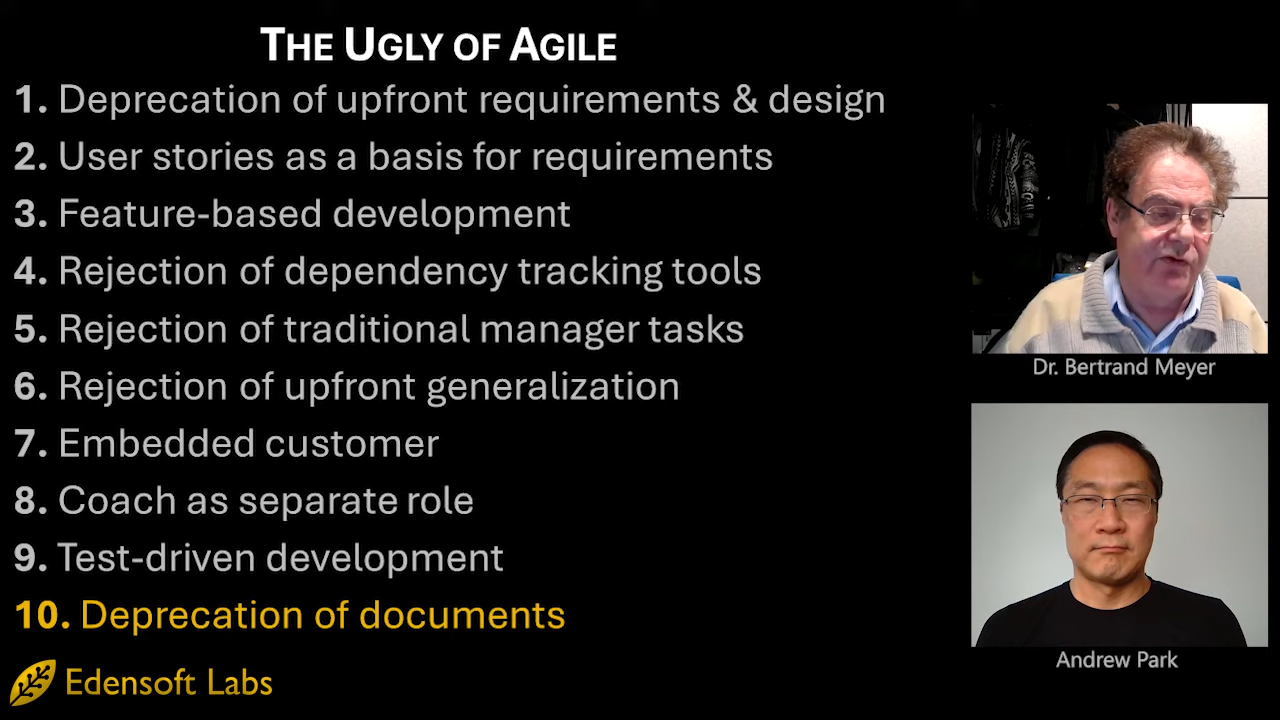 THE UGLY OF AGILE
1. Deprecation of upfront requirements & design
2. User stories as a basis for requirements
3. Feature-based development
4. Rejection of dependency tracking tools
5. Rejection of traditional manager tasks
6. Rejection of upfront generalization
7. Embedded customer
8. Coach as separate role
9. Test-driven development
10. Deprecation of documents
Edensoft Labs
Dr. Bertrand Meyer
Andrew Park